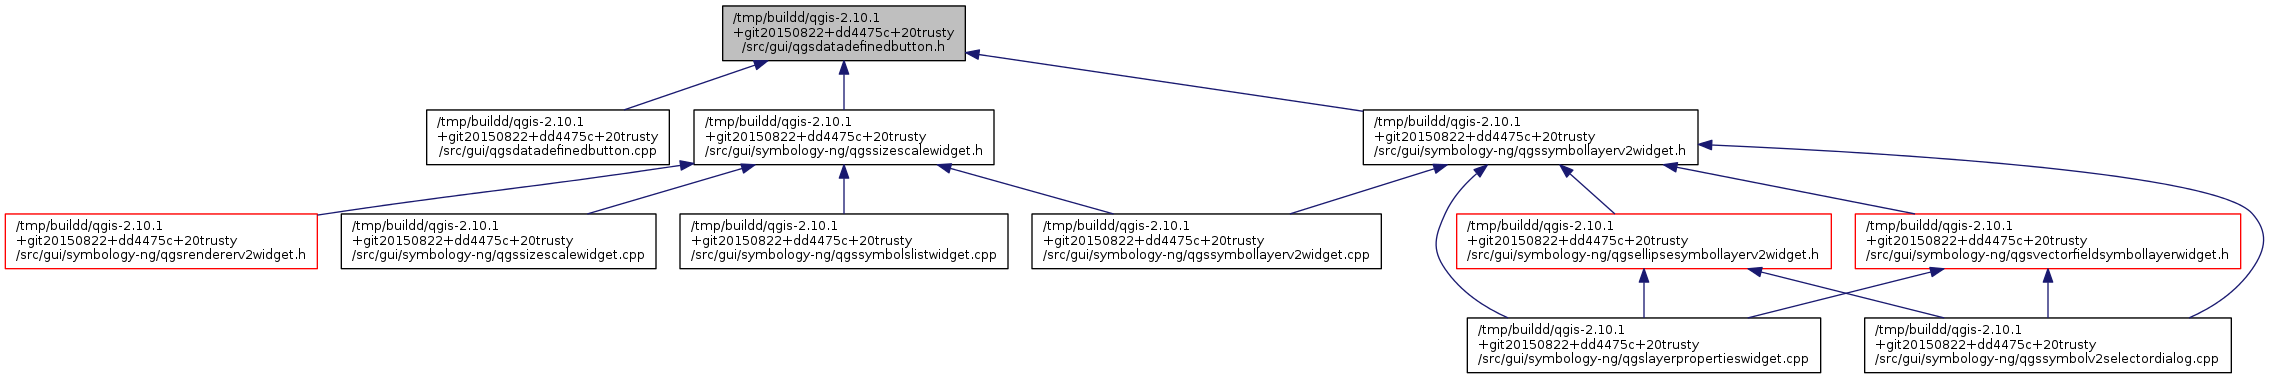 /tmp/buildd/qgis-2.10.1
+git20150822+dd4475c+20trusty
/src/gui/qgsdatadefinedbutton.h
/tmp/buildd/qgis-2.10.1
+git20150822+dd4475c+20trusty
/src/gui/qgsdatadefinedbutton.cpp
/tmp/buildd/qgis-2.10.1
+git20150822+dd4475c+20trusty
/src/gui/symbology-ng/qgssizescalewidget.h
/tmp/buildd/qgis-2.10.1
+git20150822+dd4475c+20trusty
/src/gui/symbology-ng/qgssymbollayerv2widget.h
/tmp/buildd/qgis-2.10.1
+git20150822+dd4475c+20trusty
/src/gui/symbology-ng/qgsrendererv2widget.h
/tmp/buildd/qgis-2.10.1
+git20150822+dd4475c+20trusty
/src/gui/symbology-ng/qgssizescalewidget.cpp
/tmp/buildd/qgis-2.10.1
+git20150822+dd4475c+20trusty
/src/gui/symbology-ng/qgssymbolslistwidget.cpp
/tmp/buildd/qgis-2.10.1
+git20150822+dd4475c+20trusty
/src/gui/symbology-ng/qgssymbollayerv2widget.cpp
/tmp/buildd/qgis-2.10.1
+git20150822+dd4475c+20trusty
/src/gui/symbology-ng/qgsellipsesymbollayerv2widget.h
/tmp/buildd/qgis-2.10.1
+git20150822+dd4475c+20trusty
/src/gui/symbology-ng/qgsvectorfieldsymbollayerwidget.h
/tmp/buildd/qgis-2.10.1
+git20150822+dd4475c+20trusty
/src/gui/symbology-ng/qgslayerpropertieswidget.cpp
/tmp/buildd/qgis-2.10.1
+git20150822+dd4475c+20trusty
/src/gui/symbology-ng/qgssymbolv2selectordialog.cpp